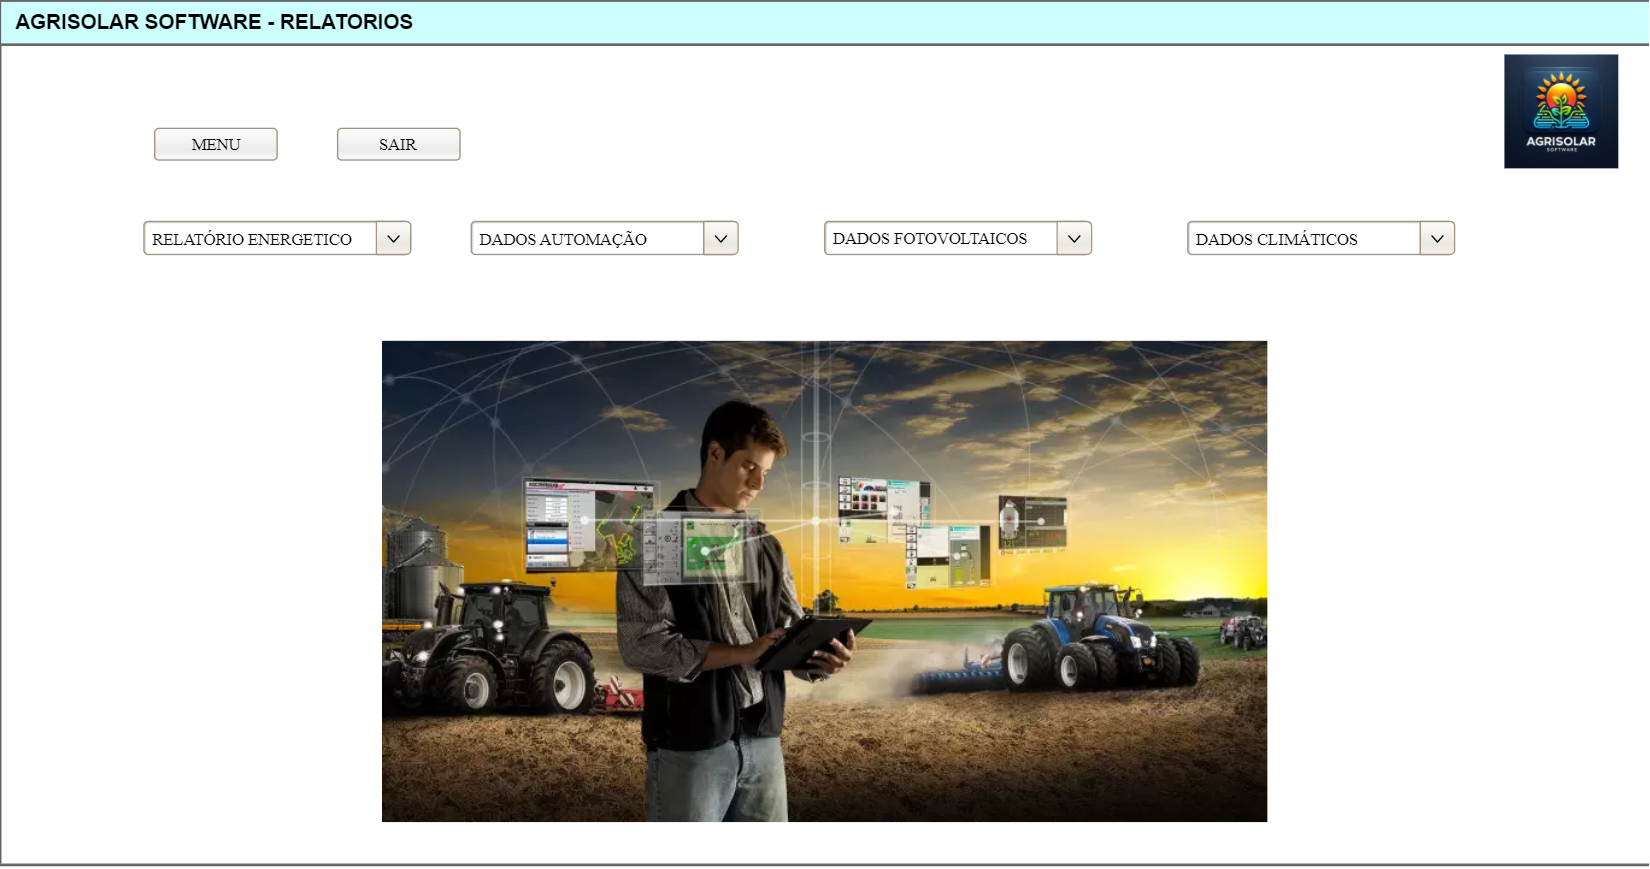 AGRISOLAR SOFTWARE - RELATORIOS
MENU
SAIR
AGRISOLAR
SOFTWARE
RELATÓRIO ENERGETICO
DADOS AUTOMAÇÃO
DADOS FOTOVOLTAICOS
DADOS CLIMÁTICOS